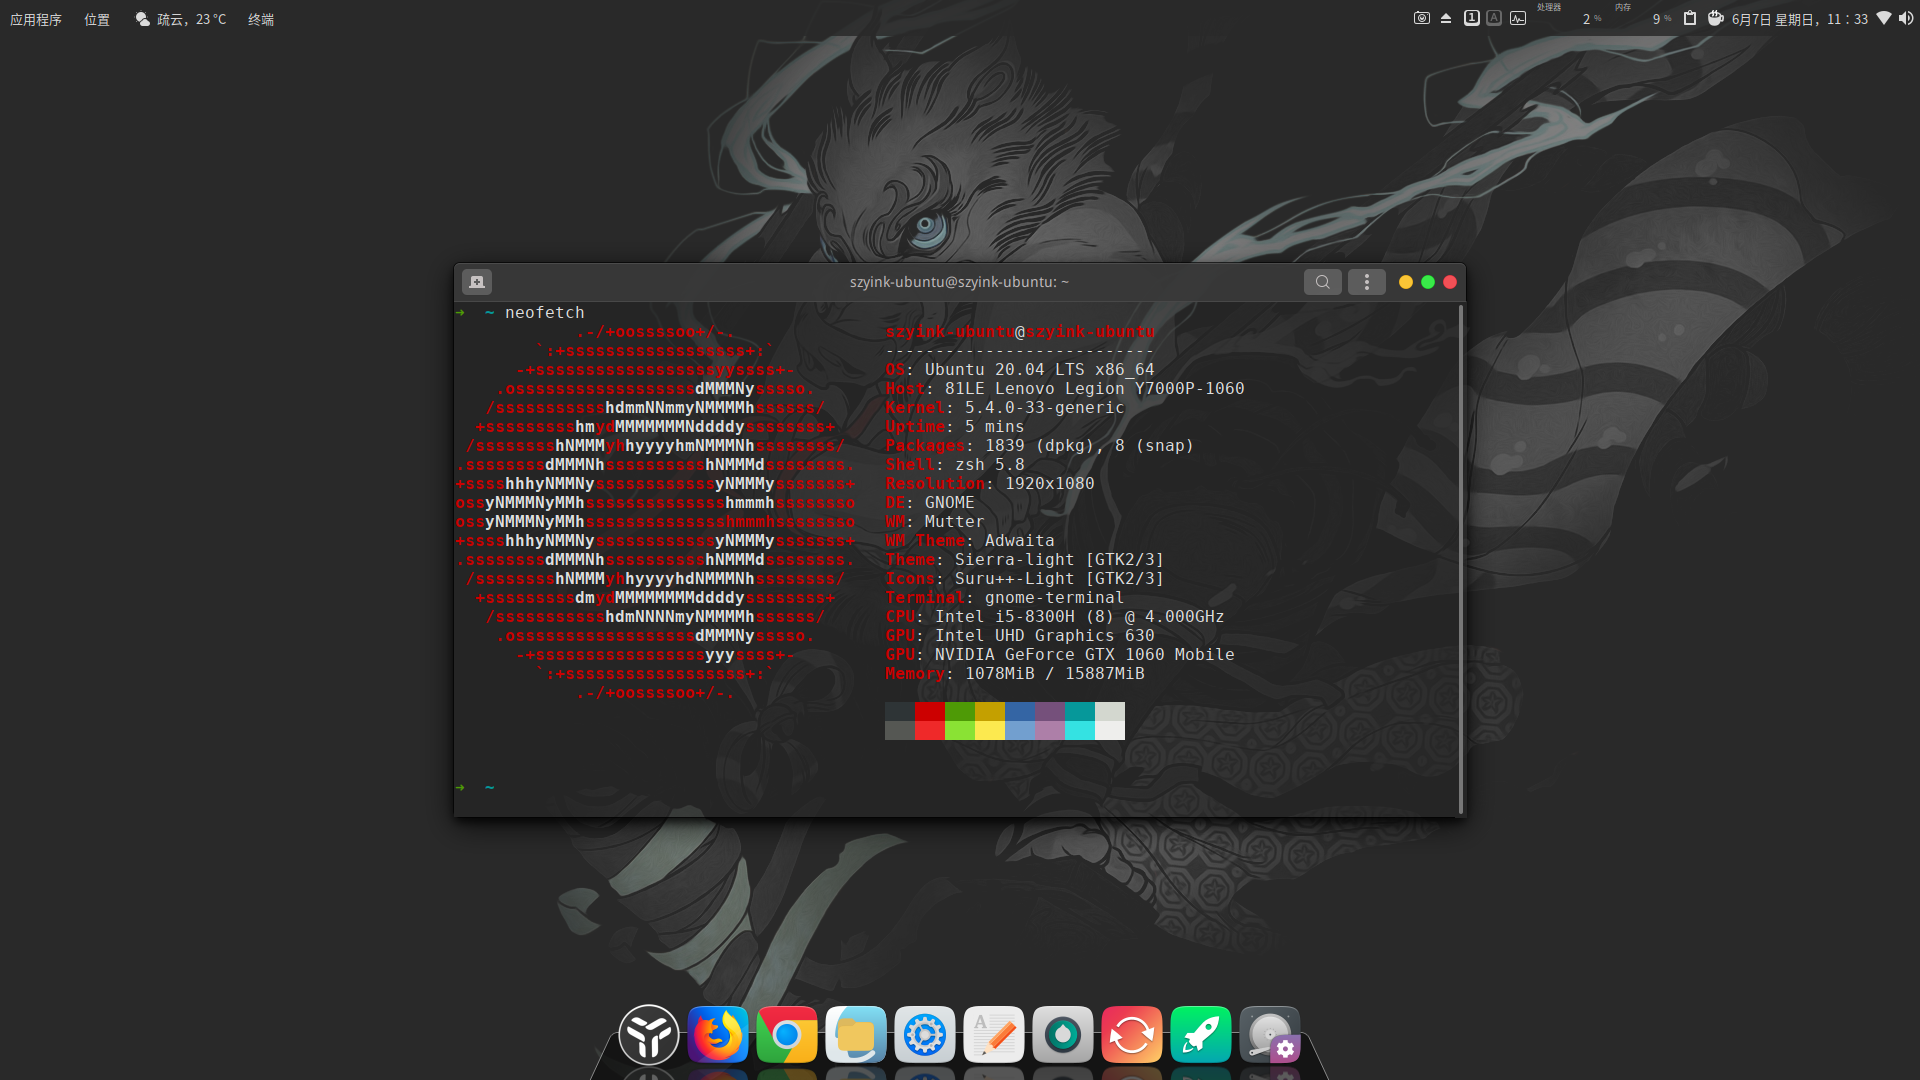 应用程序 位置 疏云，23 °C 终端
1 A 处理器 2 % 内存 9 % 6月7日 星期日，11：33
szyink-ubuntu@szyink-ubuntu: ~
➜  ~ neofetch
            .-/+oossssoo+/-.               szyink-ubuntu@szyink-ubuntu
        `:+ssssssssssssssssss+:`           ---------------------------
      -+ssssssssssssssssssyyssss+-         OS: Ubuntu 20.04 LTS x86_64
    .ossssssssssssssssssdMMMNysssso.       Host: 81LE Lenovo Legion Y7000P-1060
   /ssssssssssshdmmNNmmyNMMMMhssssss/      Kernel: 5.4.0-33-generic
  +ssssssssshmydMMMMMMMNddddyssssssss+     Uptime: 5 mins
 /sssssssshNMMMyhhyyyyhmNMMMNhssssssss/    Packages: 1839 (dpkg), 8 (snap)
.ssssssssdMMMNhsssssssssshNMMMdssssssss.   Shell: zsh 5.8
+sssshhhyNMMNyssssssssssssyNMMMysssssss+   Resolution: 1920x1080
ossyNMMMNyMMhsssssssssssssshmmmhssssssso   DE: GNOME
ossyNMMMNyMMhsssssssssssssshmmmhssssssso   WM: Mutter
+sssshhhyNMMNyssssssssssssyNMMMysssssss+   WM Theme: Adwaita
.ssssssssdMMMNhsssssssssshNMMMdssssssss.   Theme: Sierra-light [GTK2/3]
 /sssssssshNMMMyhhyyyyhdNMMMNhssssssss/    Icons: Suru++-Light [GTK2/3]
  +sssssssssdmydMMMMMMMMddddyssssssss+     Terminal: gnome-terminal
   /ssssssssssshdmNNNNmyNMMMMhssssss/      CPU: Intel i5-8300H (8) @ 4.000GHz
    .ossssssssssssssssssdMMMNysssso.       GPU: Intel UHD Graphics 630
      -+sssssssssssssssssyyyssss+-         GPU: NVIDIA GeForce GTX 1060 Mobile
        `:+ssssssssssssssssss+:`           Memory: 1078MiB / 15887MiB
            .-/+oossssoo+/-.
➜  ~